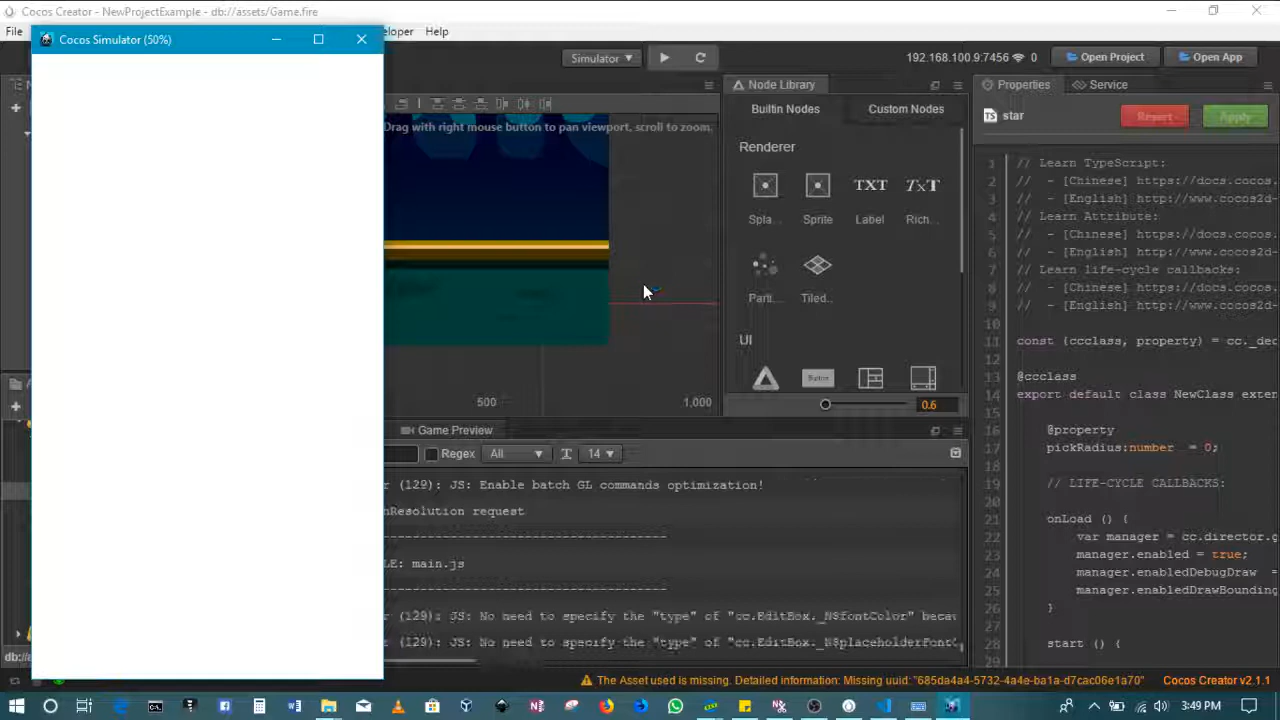 Cocos Creator - NewProjectExample - db://assets/Game.fire
File
eloper
Help
Cocos Simulator (50%)
Simulator ▼
192.168.100.9:7456
0
Open Project
Open App
Node Library
Properties
Service
Builtin Nodes
Custom Nodes
star
Reset
Apply
Drag with right mouse button to pan viewport, scroll to zoom.
Renderer
Spla...
Sprite
TXT
Label
TxT
Rich...
Parti...
Tiled..
UI
Button
500
1,000
0.6
Game Preview
Regex
All
14
r (129): JS: Enable batch GL commands optimization!
nResolution request
------------------------------------
LE: main.js
------------------------------------
r (129): JS: No need to specify the "type" of "cc.EditBox._N$fontColor" becau
r (129): JS: No need to specify the "type" of "cc.EditBox._N$placeholderFont
1 // Learn TypeScript:
2 // - [Chinese] https://docs.cocos.
3 // - [English] http://www.cocos2d-
4 // Learn Attribute:
5 // - [Chinese] https://docs.cocos.
6 // - [English] http://www.cocos2d-
7 // Learn life-cycle callbacks:
8 // - [Chinese] https://docs.cocos.
9 // - [English] http://www.cocos2d-
10
11 const {ccclass, property} = cc._dec
12
13 @ccclass
14 export default class NewClass exten
15
16 @property
17 pickRadius:number = 0;
18
19 // LIFE-CYCLE CALLBACKS:
20
21 onLoad () {
22 var manager = cc.director.g
23 manager.enabled = true;
24 manager.enabledDebugDraw =
25 manager.enabledDrawBounding
26 }
27
28 start () {
29
db://a
The Asset used is missing. Detailed information: Missing uuid: "685da4a4-5732-4a4e-ba1a-d7cac06e1a70"
Cocos Creator v2.1.1
3:49 PM